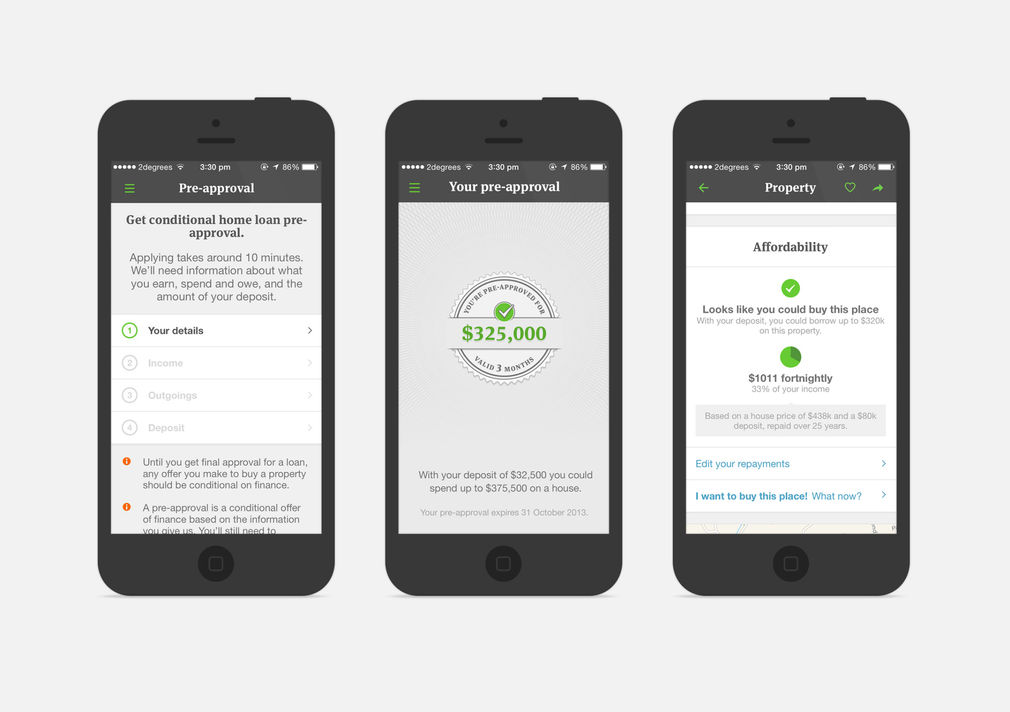 2degrees 3:30 pm 86%
Pre-approval
Get conditional home loan pre-
approval.
Applying takes around 10 minutes.
We'll need information about what
you earn, spend and owe, and the
amount of your deposit.
1 Your details
2 Income
3 Outgoings
4 Deposit
Until you get final approval for a loan,
any offer you make to buy a property
should be conditional on finance.
A pre-approval is a conditional offer
of finance based on the information
you give us. You'll still need to
2degrees 3:30 pm 86%
Your pre-approval
YOU'RE PRE-APPROVED FOR
$325,000
VALID 3 MONTHS
With your deposit of $32,500 you could
spend up to $375,500 on a house.
Your pre-approval expires 31 October 2013.
2degrees 3:30 pm 86%
Property
Affordability
Looks like you could buy this place
With your deposit, you could borrow up to $320k
on this property.
$1011 fortnightly
33% of your income
Based on a house price of $438k and a $80k
deposit, repaid over 25 years.
Edit your repayments
I want to buy this place! What now?